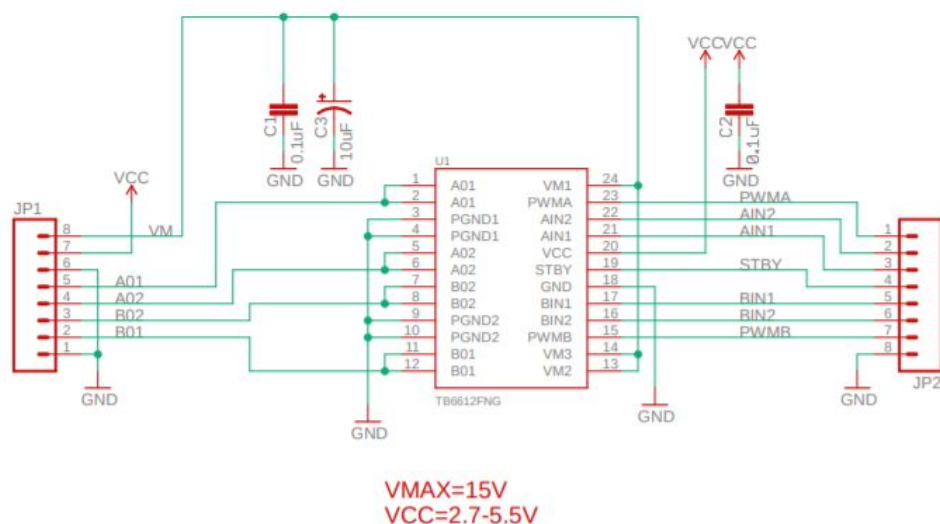 VCC VCC
C1
0.1uF
C3
+
10uF
C2
0.1uF
GND
GND
GND
VCC
JP1
8
VM
7
6
5
A01
4
A02
3
B02
2
B01
1
GND
U1
1 A01 VM1 24
2 A01 PWMA 23 PWMA
3 PGND1 AIN2 22 AIN2
4 PGND1 AIN1 21 AIN1
5 A02 VCC 20
6 A02 STBY 19 STBY
7 B02 GND 18
8 B02 BIN1 17 BIN1
9 PGND2 BIN2 16 BIN2
10 PGND2 PWMB 15 PWMB
11 B01 VM3 14
12 B01 VM2 13
TB6612FNG
GND
GND
1
2
3
4
5
6
7
8
JP2
GND
VMAX=15V
VCC=2.7-5.5V